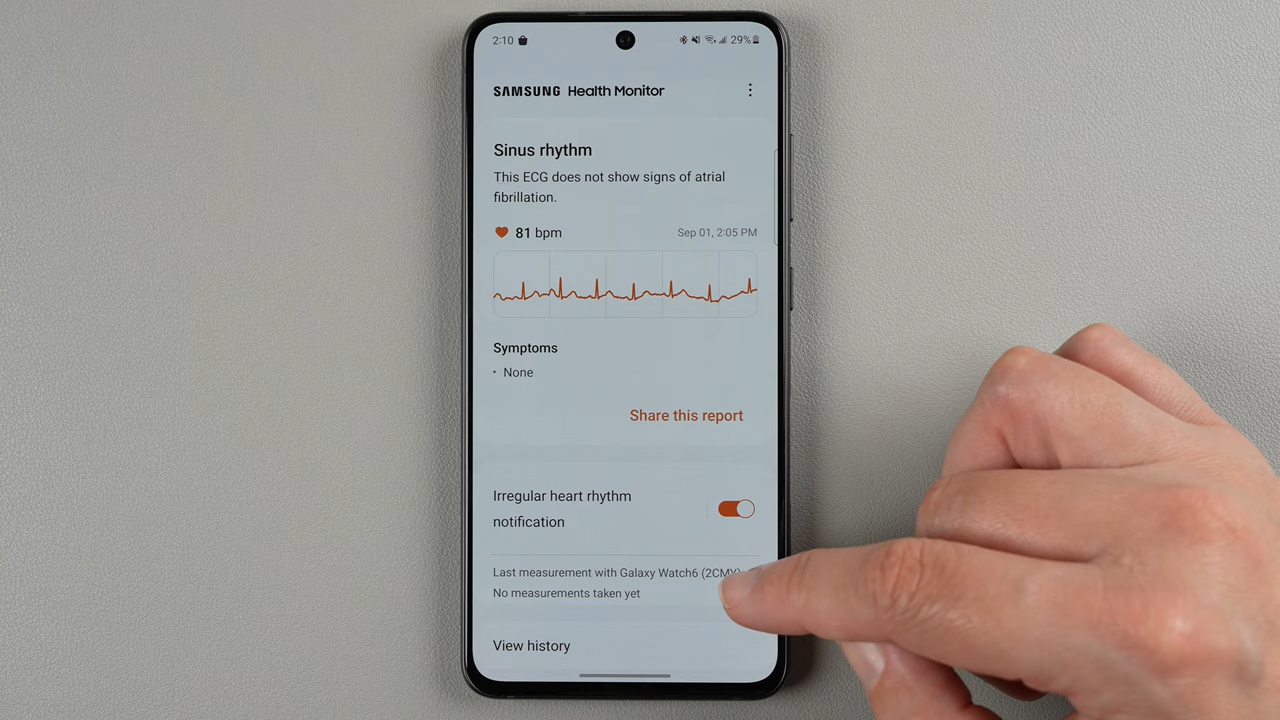 2:10 29%
SAMSUNG Health Monitor
Sinus rhythm
This ECG does not show signs of atrial
fibrillation.
81 bpm Sep 01, 2:05 PM
Symptoms
• None
Share this report
Irregular heart rhythm
notification
Last measurement with Galaxy Watch6 (2CMY)
No measurements taken yet
View history